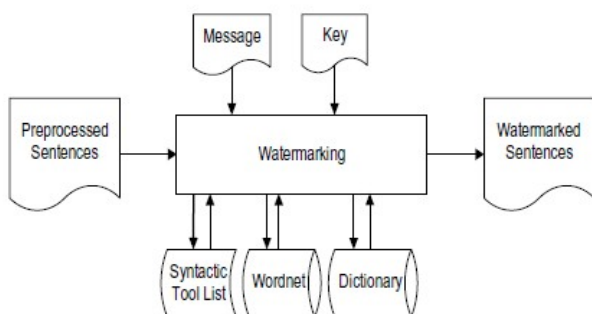 Message
Key
Preprocessed
Sentences
Watermarking
Watermarked
Sentences
Syntactic
Tool List
Wordnet
Dictionary